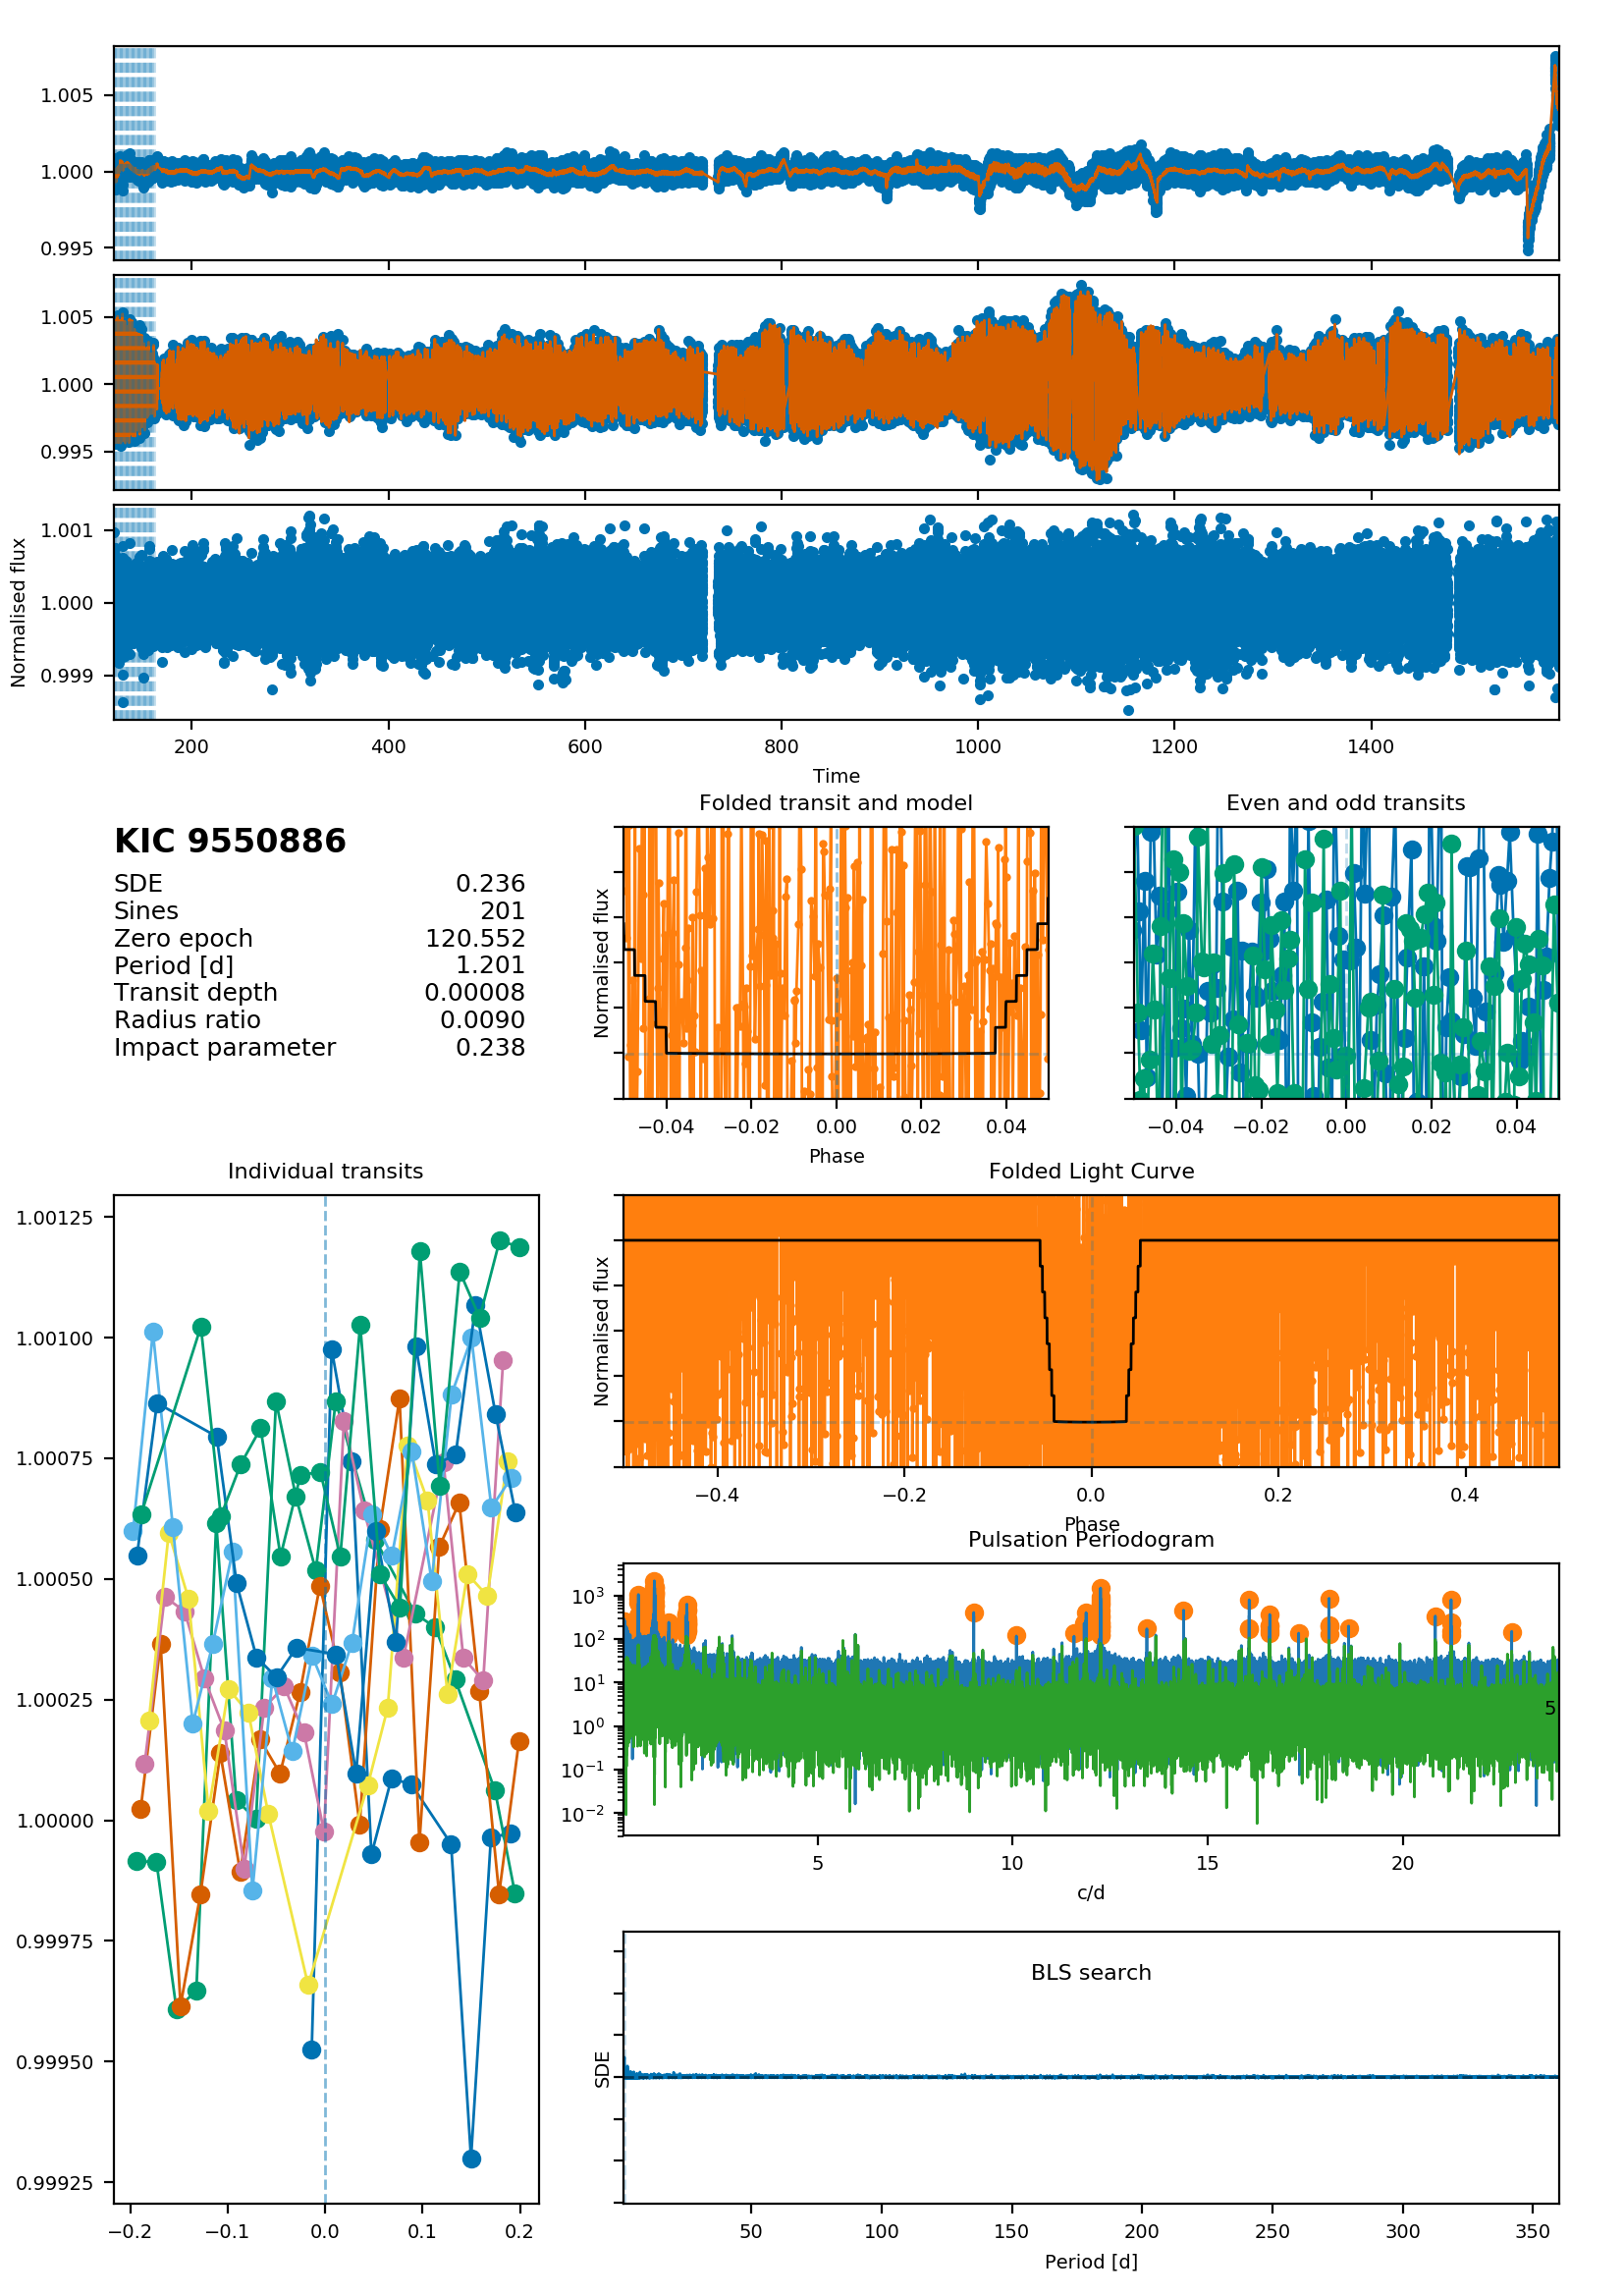 1.005
1.000
0.995
1.005
1.000
0.995
Normalised flux
1.001
1.000
0.999
200 400 600 800 1000 1200 1400
Time
KIC 9550886
SDE 0.236
Sines 201
Zero epoch 120.552
Period [d] 1.201
Transit depth 0.00008
Radius ratio 0.0090
Impact parameter 0.238
Folded transit and model
Normalised flux
−0.04 −0.02 0.00 0.02 0.04
Phase
Even and odd transits
−0.04 −0.02 0.00 0.02 0.04
Individual transits
1.00125
1.00100
1.00075
1.00050
1.00025
1.00000
0.99975
0.99950
0.99925
−0.2 −0.1 0.0 0.1 0.2
Folded Light Curve
Normalised flux
−0.4 −0.2 0.0 0.2 0.4
Phase
Pulsation Periodogram
10³
10²
10¹
10⁰
10⁻¹
10⁻²
5
5 10 15 20
c/d
BLS search
SDE
50 100 150 200 250 300 350
Period [d]